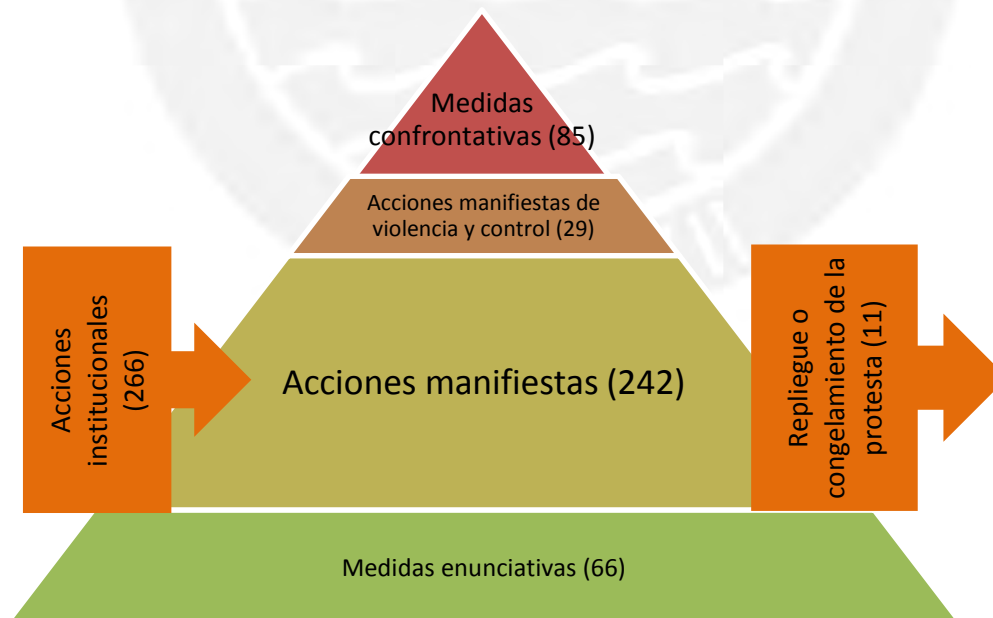 Medidas
confrontativas (85)
Acciones manifiestas de
violencia y control (29)
Acciones
institucionales
(266)
Acciones manifiestas (242)
Repliegue o
congelamiento de la
protesta (11)
Medidas enunciativas (66)